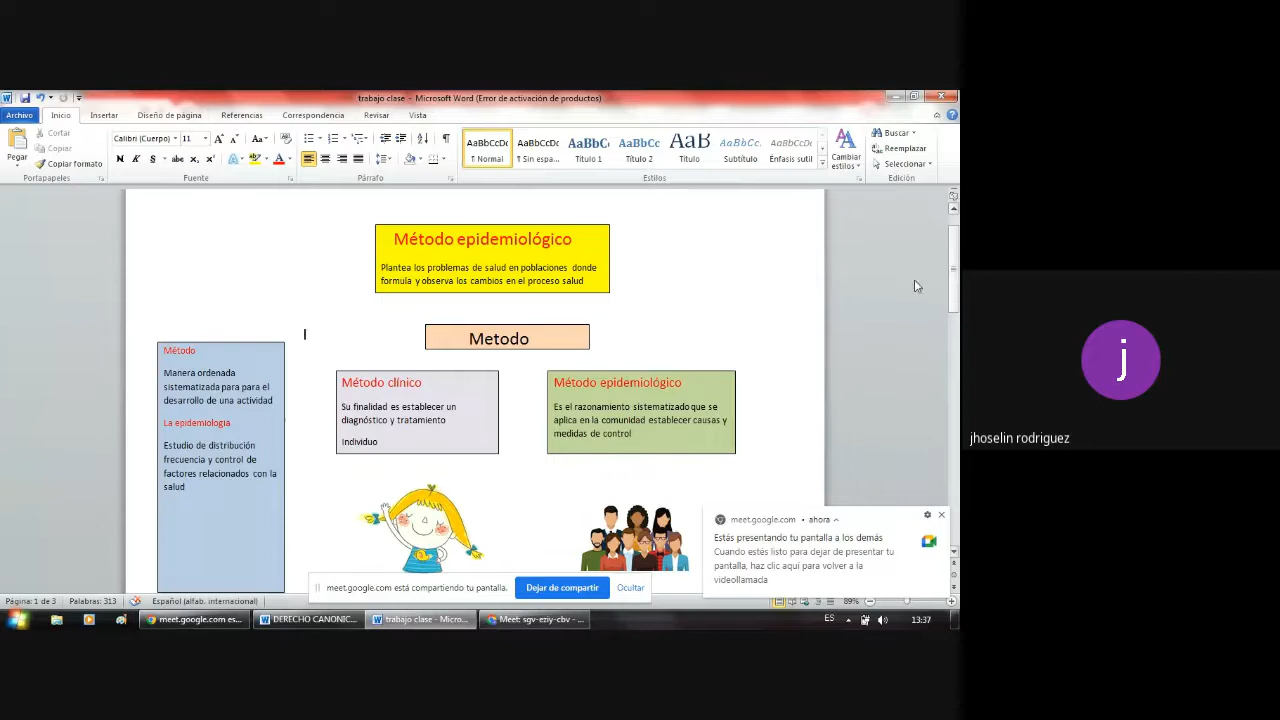 trabajo clase - Microsoft Word (Error de activación de productos)
Archivo Inicio Insertar Diseño de página Referencias Correspondencia Revisar Vista
Pegar
Cortar
Copiar
Copiar formato
Portapapeles
Calibri (Cuerpo) 11
Fuente
Párrafo
AaBbCcDc AaBbCcDc AaBbC AaBbCc AaB AaBbCc. AaBbCcDc
¶ Normal ¶ Sin espa... Título 1 Título 2 Título Subtítulo Énfasis sutil
Estilos
Cambiar
estilos
Buscar
Reemplazar
Seleccionar
Edición
Método epidemiológico
Plantea los problemas de salud en poblaciones donde
formula y observa los cambios en el proceso salud
Metodo
Método
Manera ordenada
sistematizada para para el
desarrollo de una actividad
La epidemiologia
Estudio de distribución
frecuencia y control de
factores relacionados con la
salud
Método clínico
Su finalidad es establecer un
diagnóstico y tratamiento
Individuo
Método epidemiológico
Es el razonamiento sistematizado que se
aplica en la comunidad establecer causas y
medidas de control
j
jhoselin rodriguez
meet.google.com • ahora
Estás presentando tu pantalla a los demás
Cuando estés listo para dejar de presentar tu
pantalla, haz clic aquí para volver a la
videollamada
meet.google.com está compartiendo tu pantalla. Dejar de compartir Ocultar
Página: 1 de 3 Palabras: 313 Español (alfab. internacional) 89%
meet.google.com es... DERECHO CANONIC... trabajo clase - Micro... Meet: sgv-eziy-cbv - ... ES 13:37